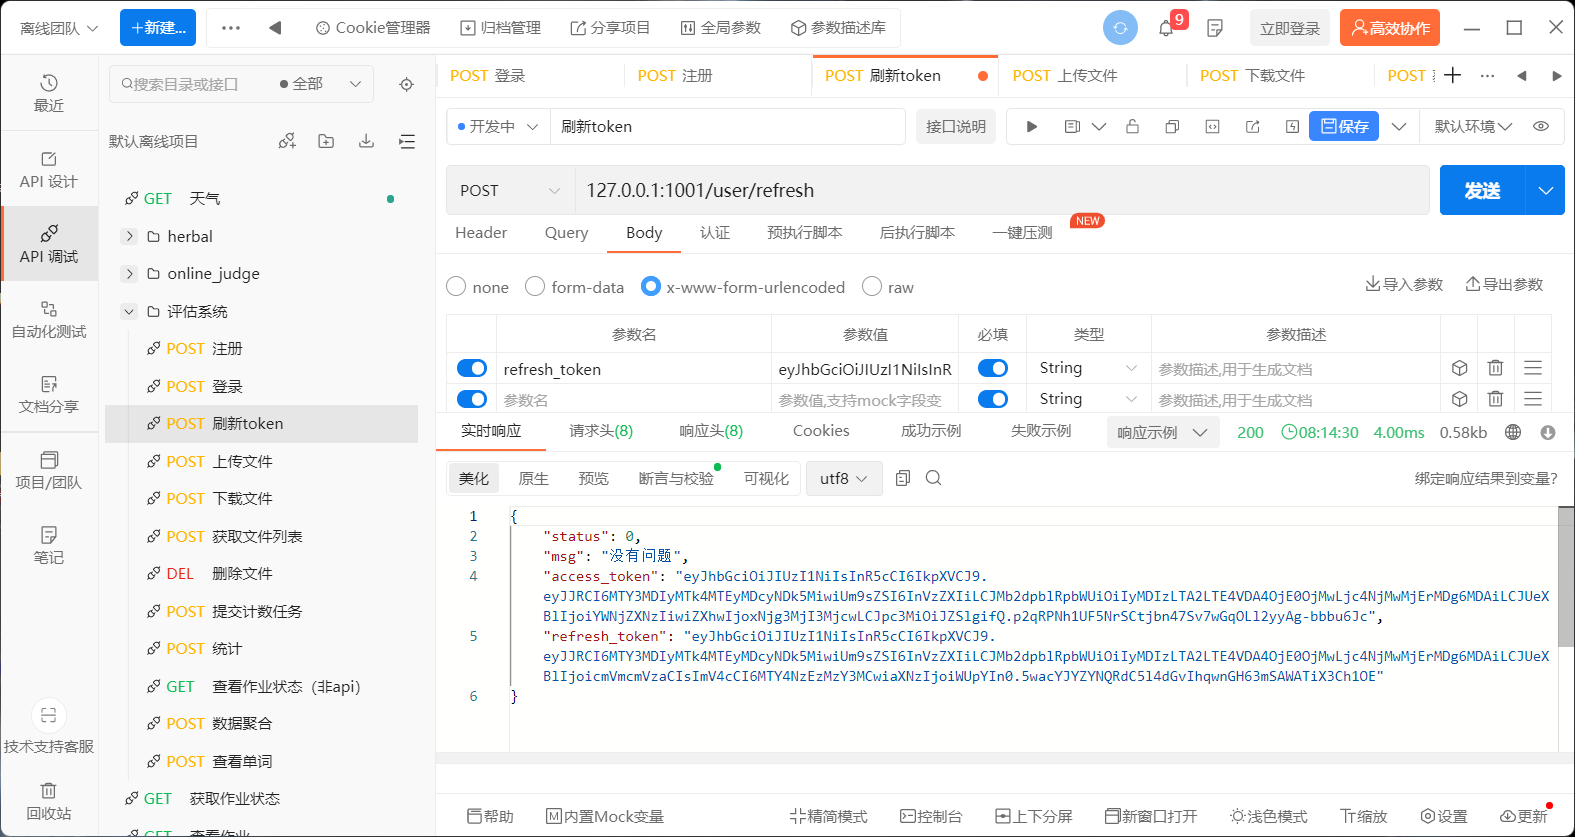 离线团队
+新建...
Cookie管理器
归档管理
分享项目
全局参数
参数描述库
9
立即登录
高效协作
最近
API 设计
API 调试
自动化测试
文档分享
项目/团队
笔记
技术支持客服
回收站
搜索目录或接口
全部
默认离线项目
GET 天气
herbal
online_judge
评估系统
POST 注册
POST 登录
POST 刷新token
POST 上传文件
POST 下载文件
POST 获取文件列表
DEL 删除文件
POST 提交计数任务
POST 统计
GET 查看作业状态（非api）
POST 数据聚合
POST 查看单词
GET 获取作业状态
GET 查看作业
POST 登录
POST 注册
POST 刷新token
POST 上传文件
POST 下载文件
POST
开发中
刷新token
接口说明
保存
默认环境
POST
127.0.0.1:1001/user/refresh
发送
Header
Query
Body
认证
预执行脚本
后执行脚本
一键压测
NEW
none
form-data
x-www-form-urlencoded
raw
导入参数
导出参数
参数名 参数值 必填 类型 参数描述
refresh_token eyJhbGciOiJIUzI1NiIsInR String 参数描述,用于生成文档
参数名 参数值,支持mock字段变 String 参数描述,用于生成文档
实时响应
请求头(8)
响应头(8)
Cookies
成功示例
失败示例
响应示例
200
08:14:30
4.00ms
0.58kb
美化
原生
预览
断言与校验
可视化
utf8
绑定响应结果到变量?
1 {
2 "status": 0,
3 "msg": "没有问题",
4 "access_token": "eyJhbGciOiJIUzI1NiIsInR5cCI6IkpXVCJ9.
eyJJRCI6MTY3MDIyMTk4MTEyMDcyNDk5MiwiUm9sZSI6InVzZXIiLCJMb2dpblRpbWUiOiIyMDIzLTA2LTE4VDA4OjE0OjMwLjc4NjMwMjErMDg6MDAiLCJUeX
BlIjoiYWNjZXNzIiwiZXhwIjoxNjg3MjI3MjcwLCJpc3MiOiJZSlgifQ.p2qRPNh1UF5NrSCtjbn47Sv7wGqOLl2yyAg-bbbu6Jc",
5 "refresh_token": "eyJhbGciOiJIUzI1NiIsInR5cCI6IkpXVCJ9.
eyJJRCI6MTY3MDIyMTk4MTEyMDcyNDk5MiwiUm9sZSI6InVzZXIiLCJMb2dpblRpbWUiOiIyMDIzLTA2LTE4VDA4OjE0OjMwLjc4NjMwMjErMDg6MDAiLCJUeX
BlIjoicmVmcmVzaCIsImV4cCI6MTY4NzEzMzY3MCwiaXNzIjoiWUpYIn0.5wacYJYZYNQRdC5l4dGvIhqwnGH63mSAWATiX3Ch1OE"
6 }
帮助
内置Mock变量
精简模式
控制台
上下分屏
新窗口打开
浅色模式
缩放
设置
更新